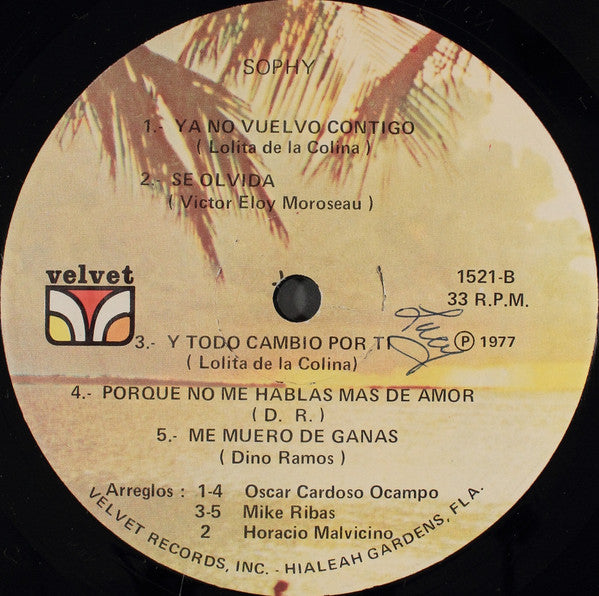 SOPHY
1.- YA NO VUELVO CONTIGO
( Lolita de la Colina )
2.- SE OLVIDA
( Victor Eloy Moroseau )
velvet
1521-B
33 R.P.M.
3.- Y TODO CAMBIO POR TI
( Lolita de la Colina )
Lucy
Ⓟ 1977
4.- PORQUE NO ME HABLAS MAS DE AMOR
( D. R. )
5.- ME MUERO DE GANAS
( Dino Ramos )
Arreglos : 1-4 Oscar Cardoso Ocampo
3-5 Mike Ribas
2 Horacio Malvicino
VELVET RECORDS, INC. - HIALEAH GARDENS, FLA.